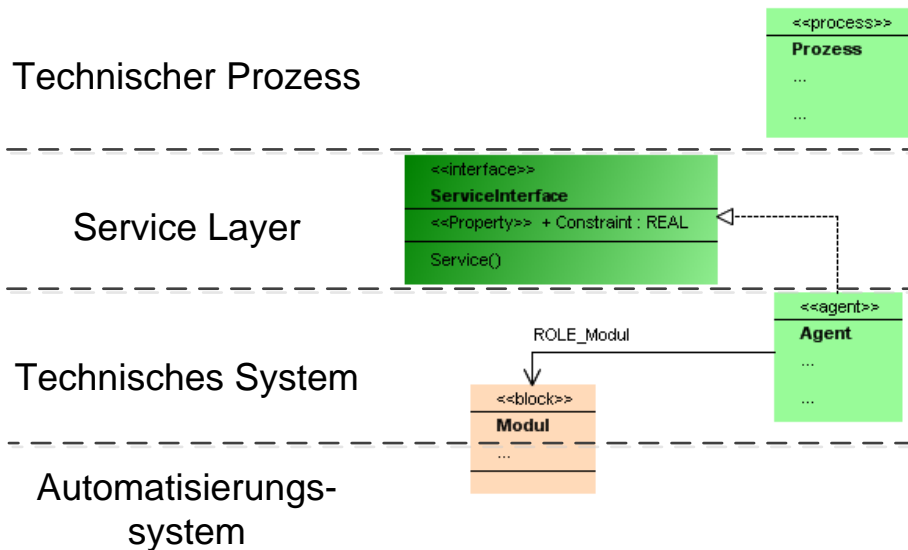 <<process>>
Prozess
...
...
Technischer Prozess
<<interface>>
ServiceInterface
<<Property>> + Constraint : REAL
Service()
Service Layer
<<agent>>
Agent
...
...
ROLE_Modul
Technisches System
<<block>>
Modul
...
Automatisierungs-
system